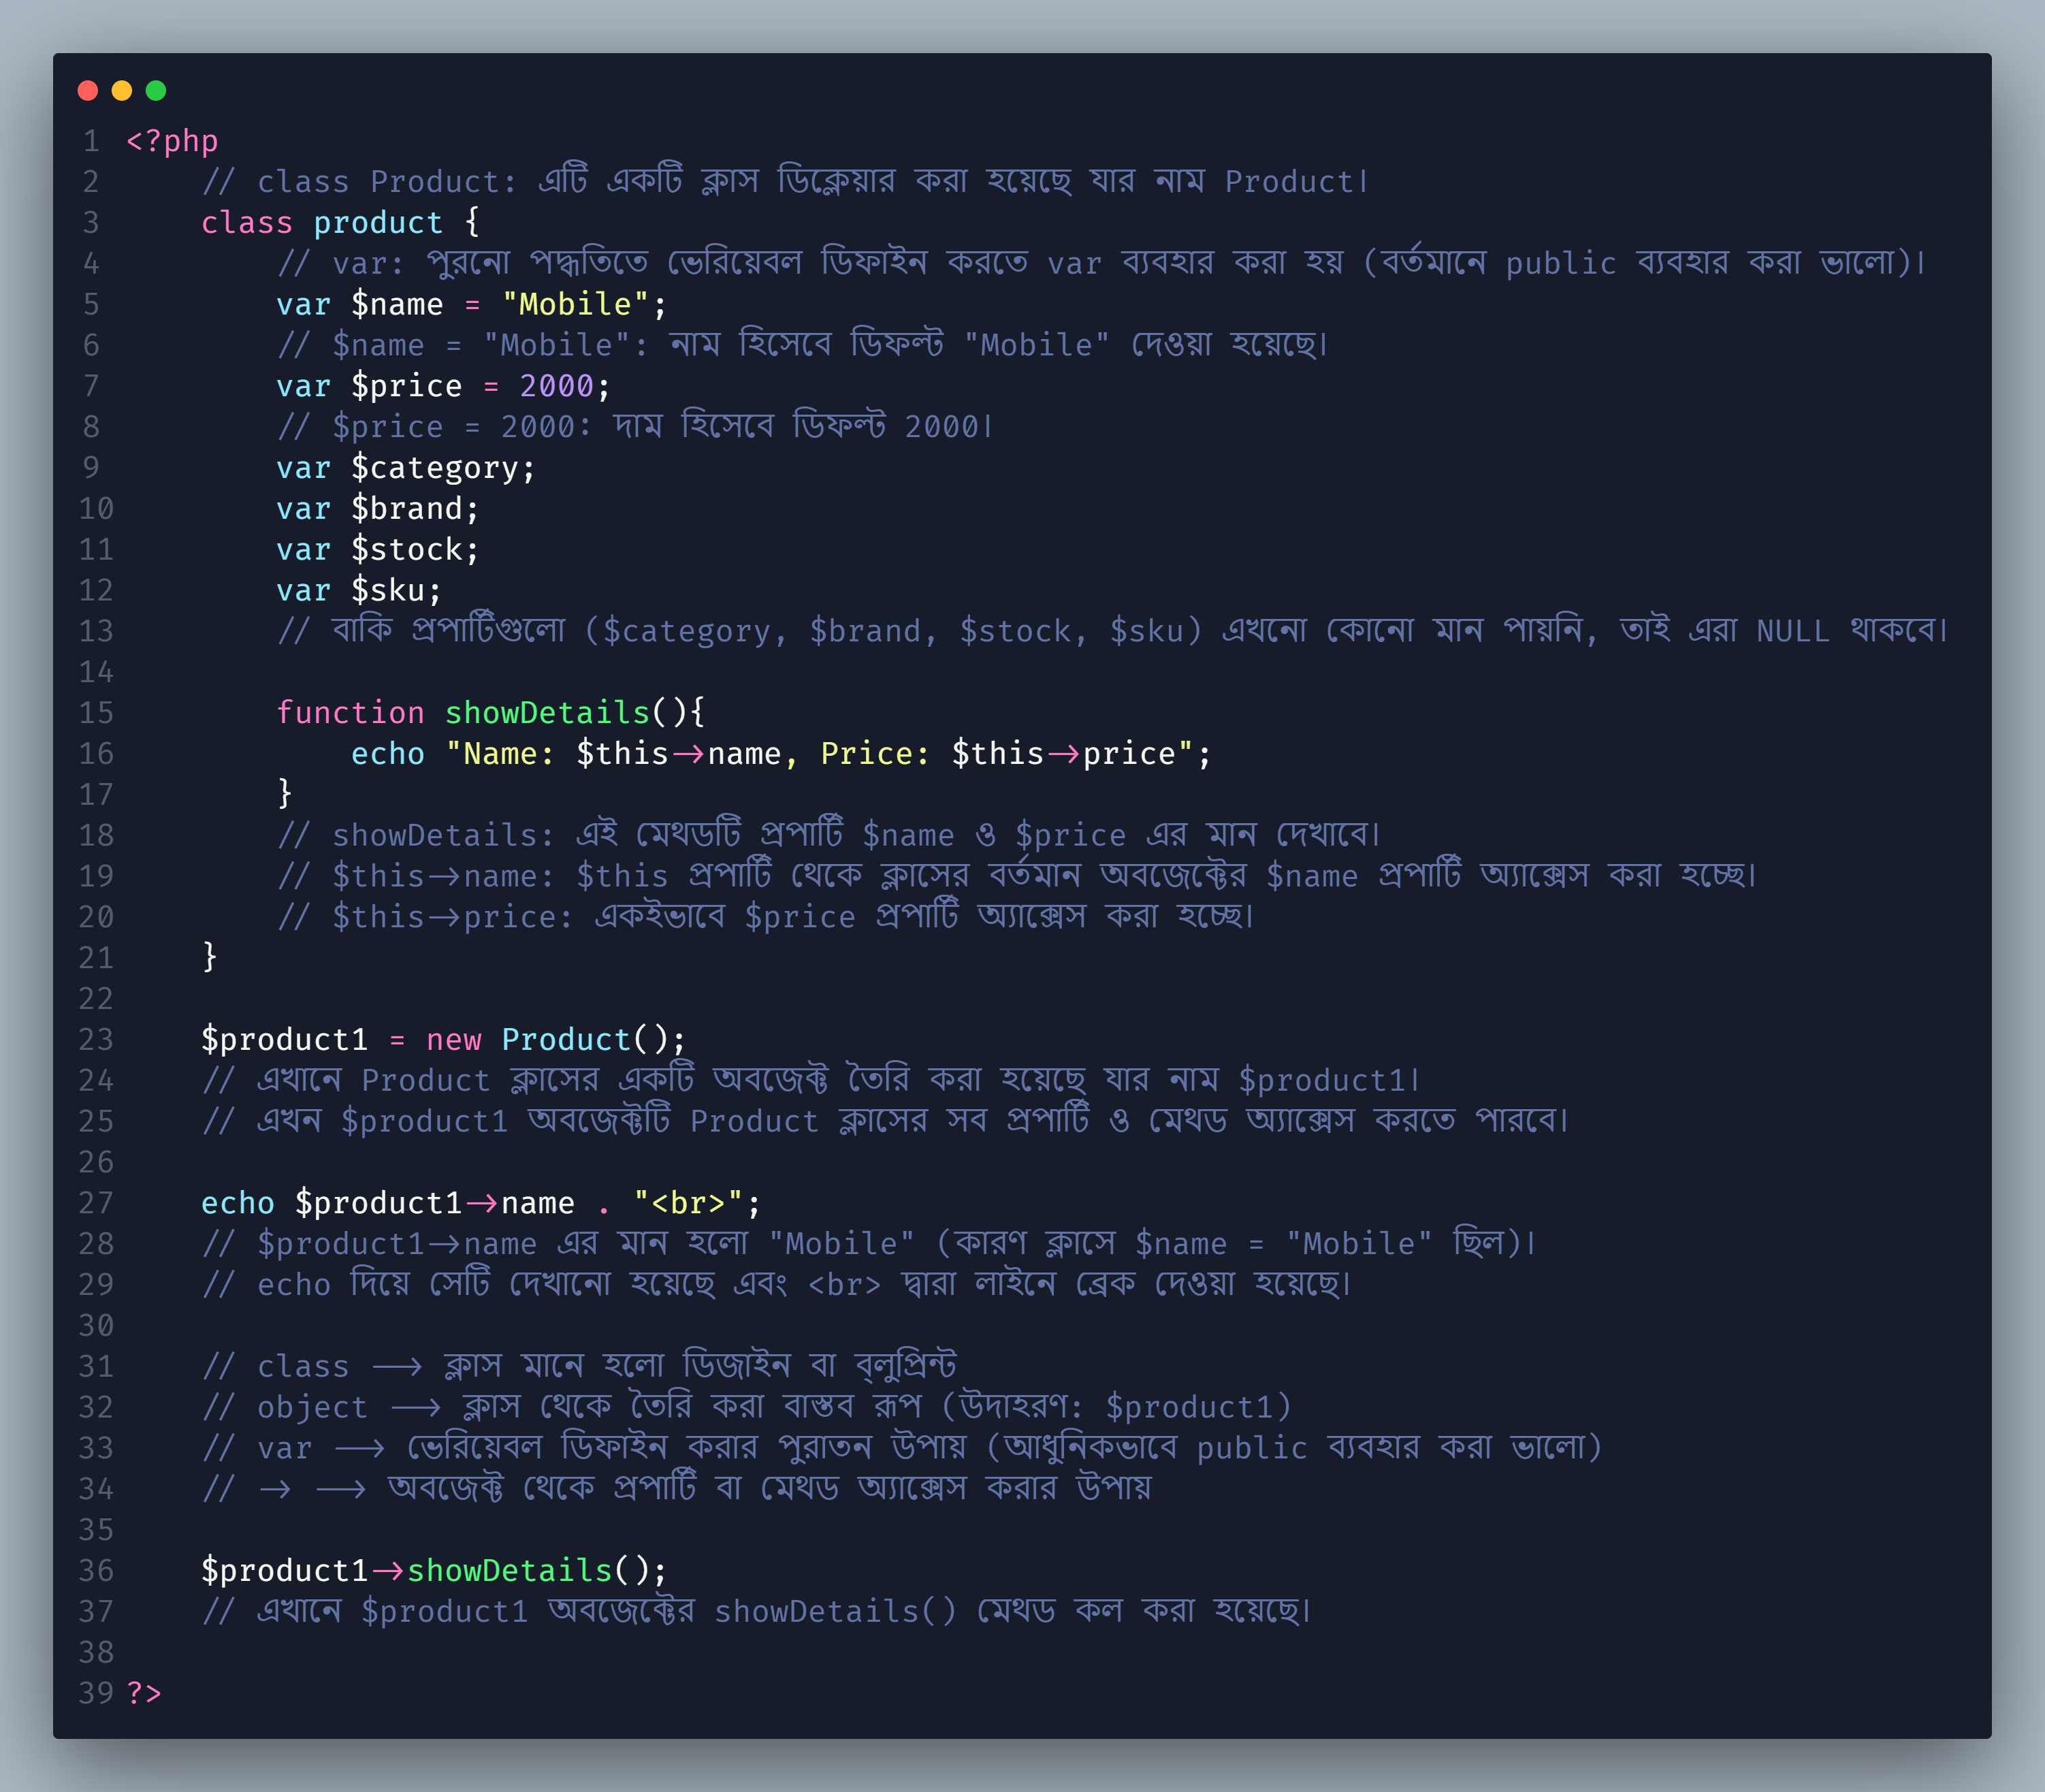 1 <?php
2 // class Product: এটি একটি ক্লাস ডিক্লেয়ার করা হয়েছে যার নাম Product।
3 class product {
4 // var: পুরনো পদ্ধতিতে ভেরিয়েবল ডিফাইন করতে var ব্যবহার করা হয় (বর্তমানে public ব্যবহার করা ভালো)।
5 var $name = "Mobile";
6 // $name = "Mobile": নাম হিসেবে ডিফল্ট "Mobile" দেওয়া হয়েছে।
7 var $price = 2000;
8 // $price = 2000: দাম হিসেবে ডিফল্ট 2000।
9 var $category;
10 var $brand;
11 var $stock;
12 var $sku;
13 // বাকি প্রপার্টিগুলো ($category, $brand, $stock, $sku) এখনো কোনো মান পায়নি, তাই এরা NULL থাকবে।
14
15 function showDetails(){
16 echo "Name: $this->name, Price: $this->price";
17 }
18 // showDetails: এই মেথডটি প্রপার্টি $name ও $price এর মান দেখাবে।
19 // $this->name: $this প্রপার্টি থেকে ক্লাসের বর্তমান অবজেক্টের $name প্রপার্টি অ্যাক্সেস করা হচ্ছে।
20 // $this->price: একইভাবে $price প্রপার্টি অ্যাক্সেস করা হচ্ছে।
21 }
22
23 $product1 = new Product();
24 // এখানে Product ক্লাসের একটি অবজেক্ট তৈরি করা হয়েছে যার নাম $product1।
25 // এখন $product1 অবজেক্টটি Product ক্লাসের সব প্রপার্টি ও মেথড অ্যাক্সেস করতে পারবে।
26
27 echo $product1->name . "<br>";
28 // $product1->name এর মান হলো "Mobile" (কারণ ক্লাসে $name = "Mobile" ছিল)।
29 // echo দিয়ে সেটি দেখানো হয়েছে এবং <br> দ্বারা লাইনে ব্রেক দেওয়া হয়েছে।
30
31 // class --> ক্লাস মানে হলো ডিজাইন বা ব্লুপ্রিন্ট
32 // object --> ক্লাস থেকে তৈরি করা বাস্তব রূপ (উদাহরণ: $product1)
33 // var --> ভেরিয়েবল ডিফাইন করার পুরাতন উপায় (আধুনিকভাবে public ব্যবহার করা ভালো)
34 // -> --> অবজেক্ট থেকে প্রপার্টি বা মেথড অ্যাক্সেস করার উপায়
35
36 $product1->showDetails();
37 // এখানে $product1 অবজেক্টের showDetails() মেথড কল করা হয়েছে।
38
39 ?>